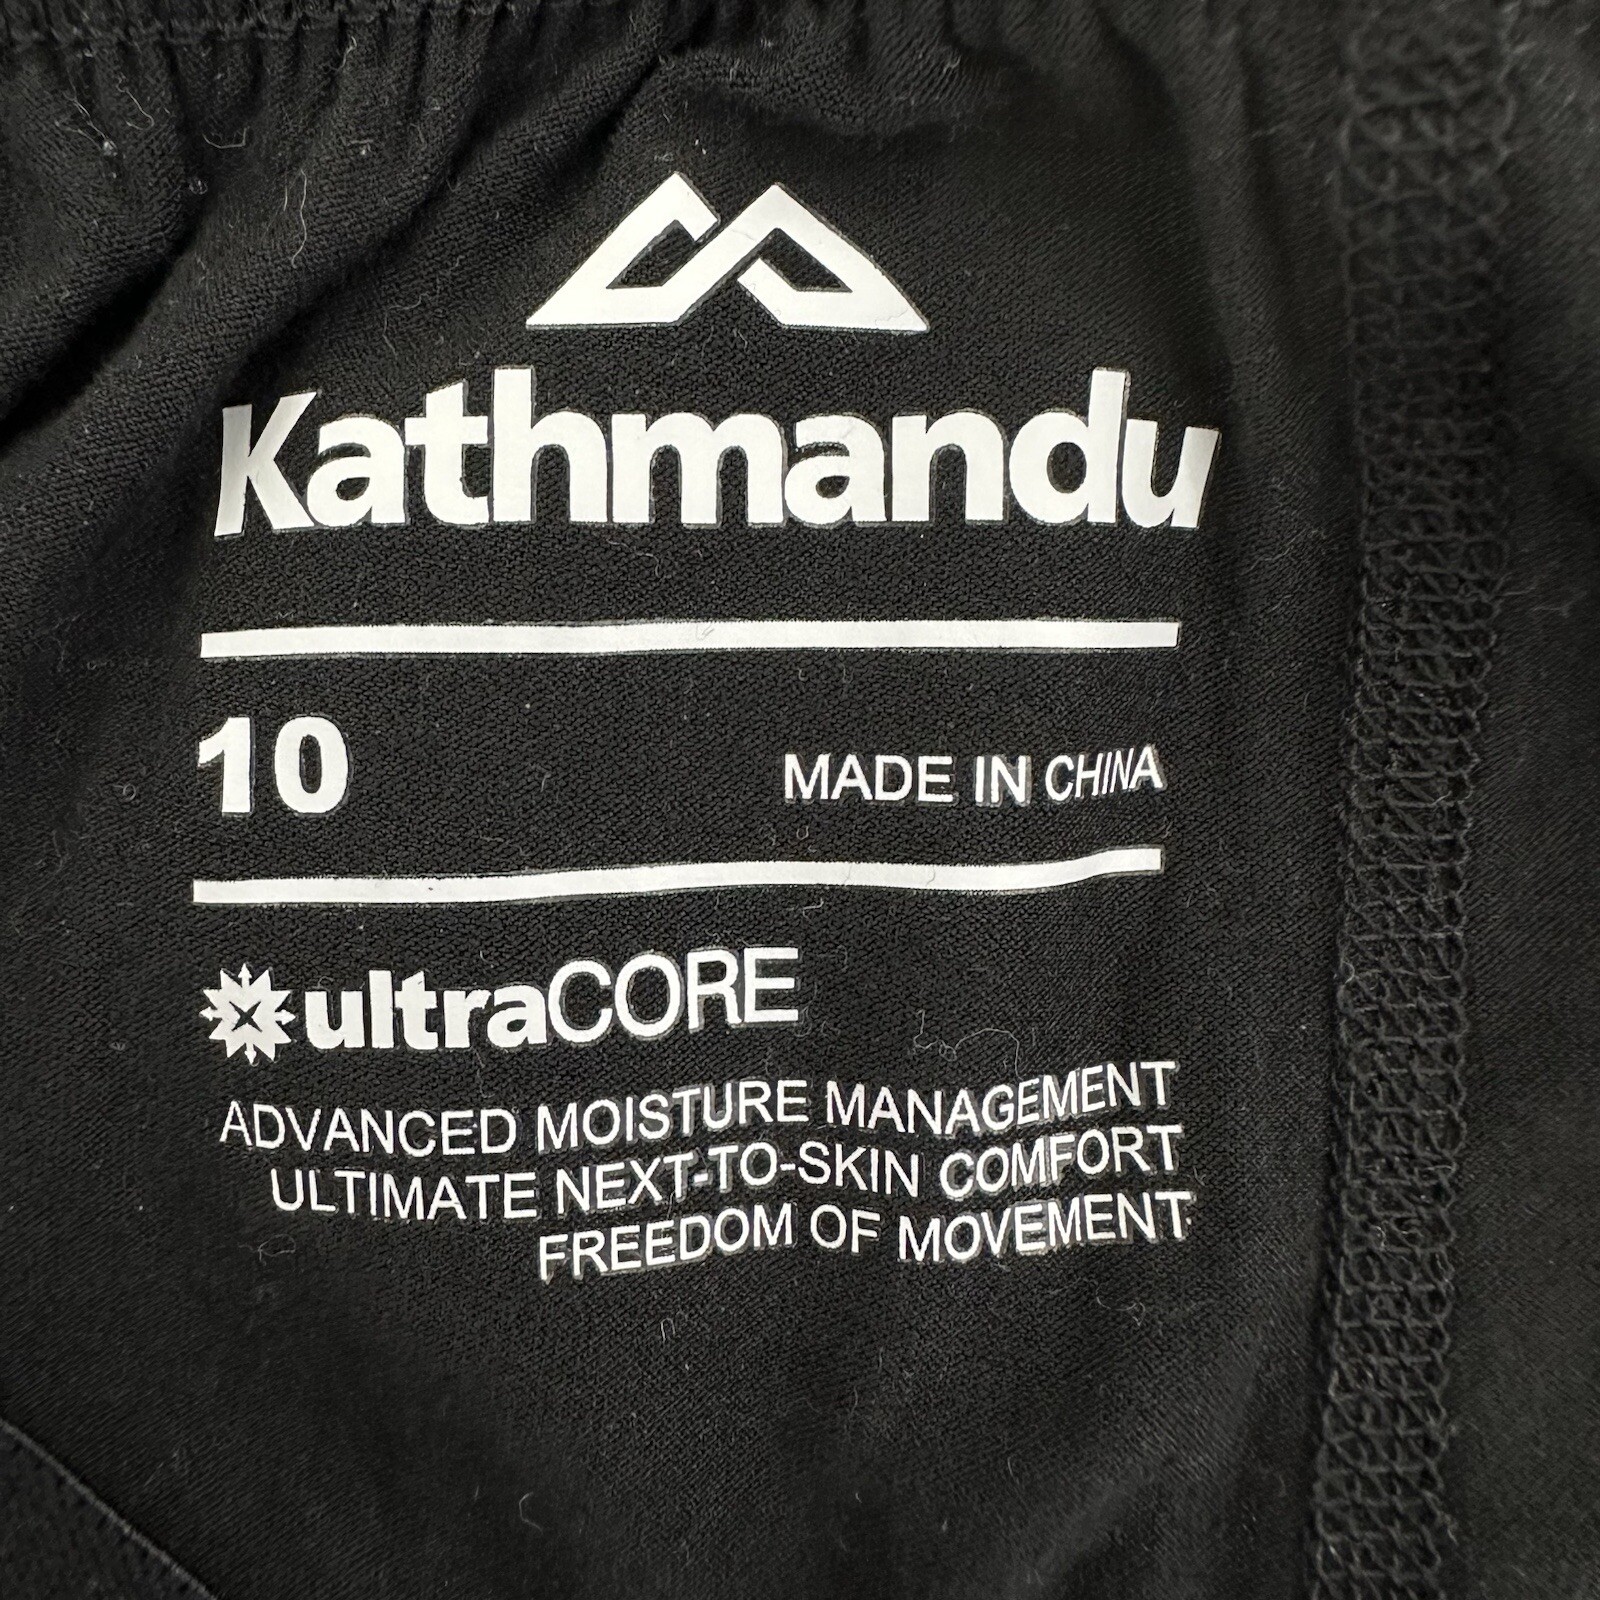 Kathmandu
10 MADE IN CHINA
ultraCORE
ADVANCED MOISTURE MANAGEMENT
ULTIMATE NEXT-TO-SKIN COMFORT
FREEDOM OF MOVEMENT